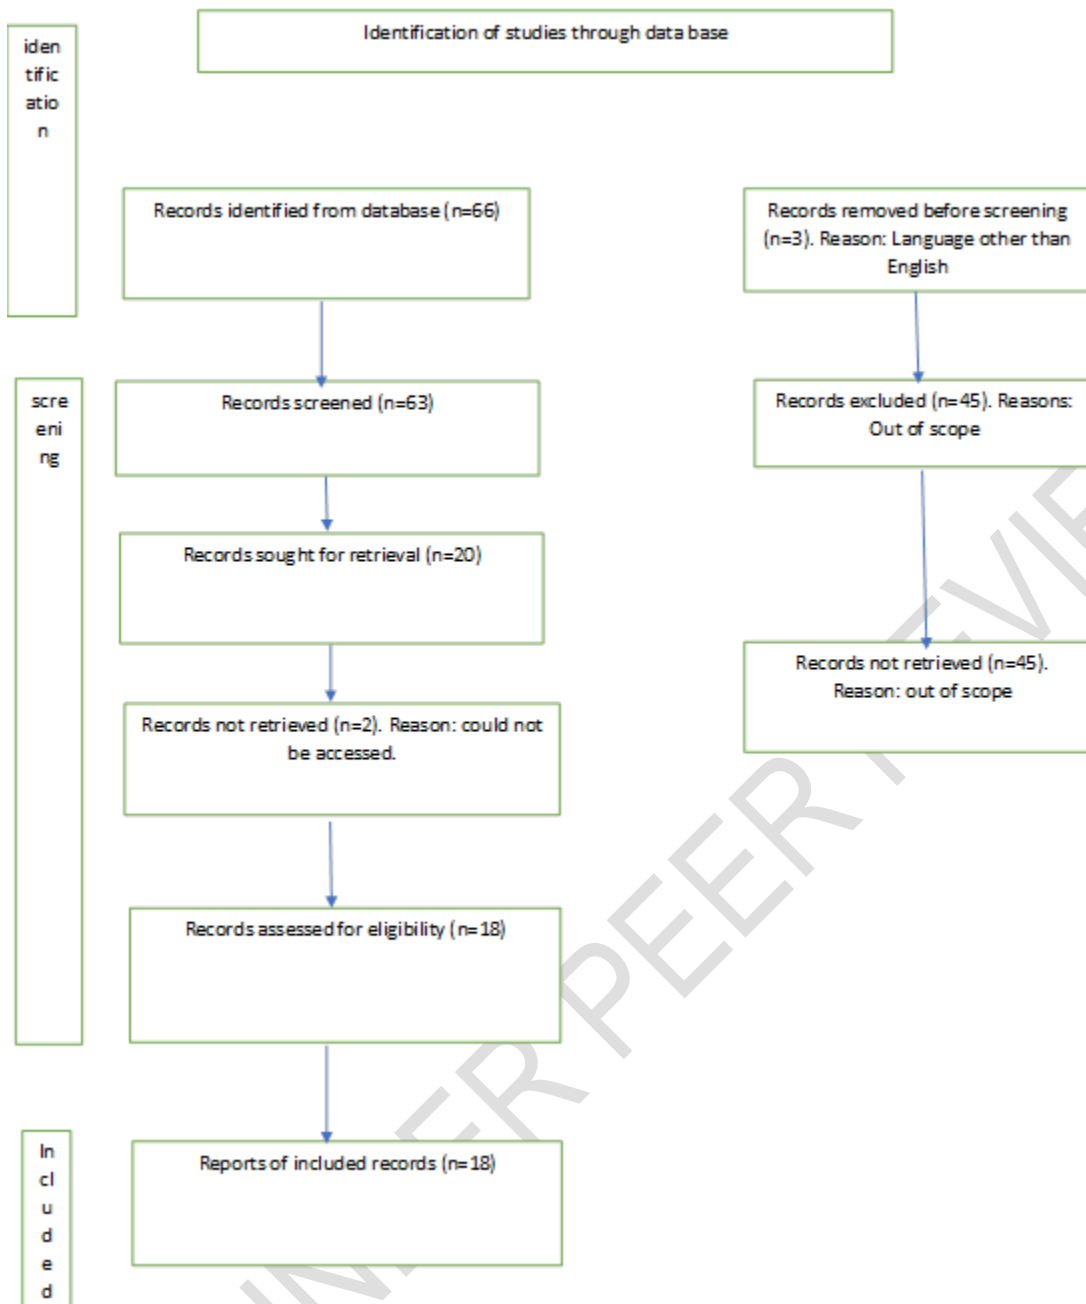 Identification of studies through data base
iden
tific
atio
n
Records identified from database (n=66)
Records removed before screening
(n=3). Reason: Language other than
English
scre
eni
ng
Records screened (n=63)
Records excluded (n=45). Reasons:
Out of scope
Records sought for retrieval (n=20)
Records not retrieved (n=45).
Reason: out of scope
Records not retrieved (n=2). Reason: could not
be accessed.
Records assessed for eligibility (n=18)
In
cl
u
d
e
d
Reports of included records (n=18)
PEER